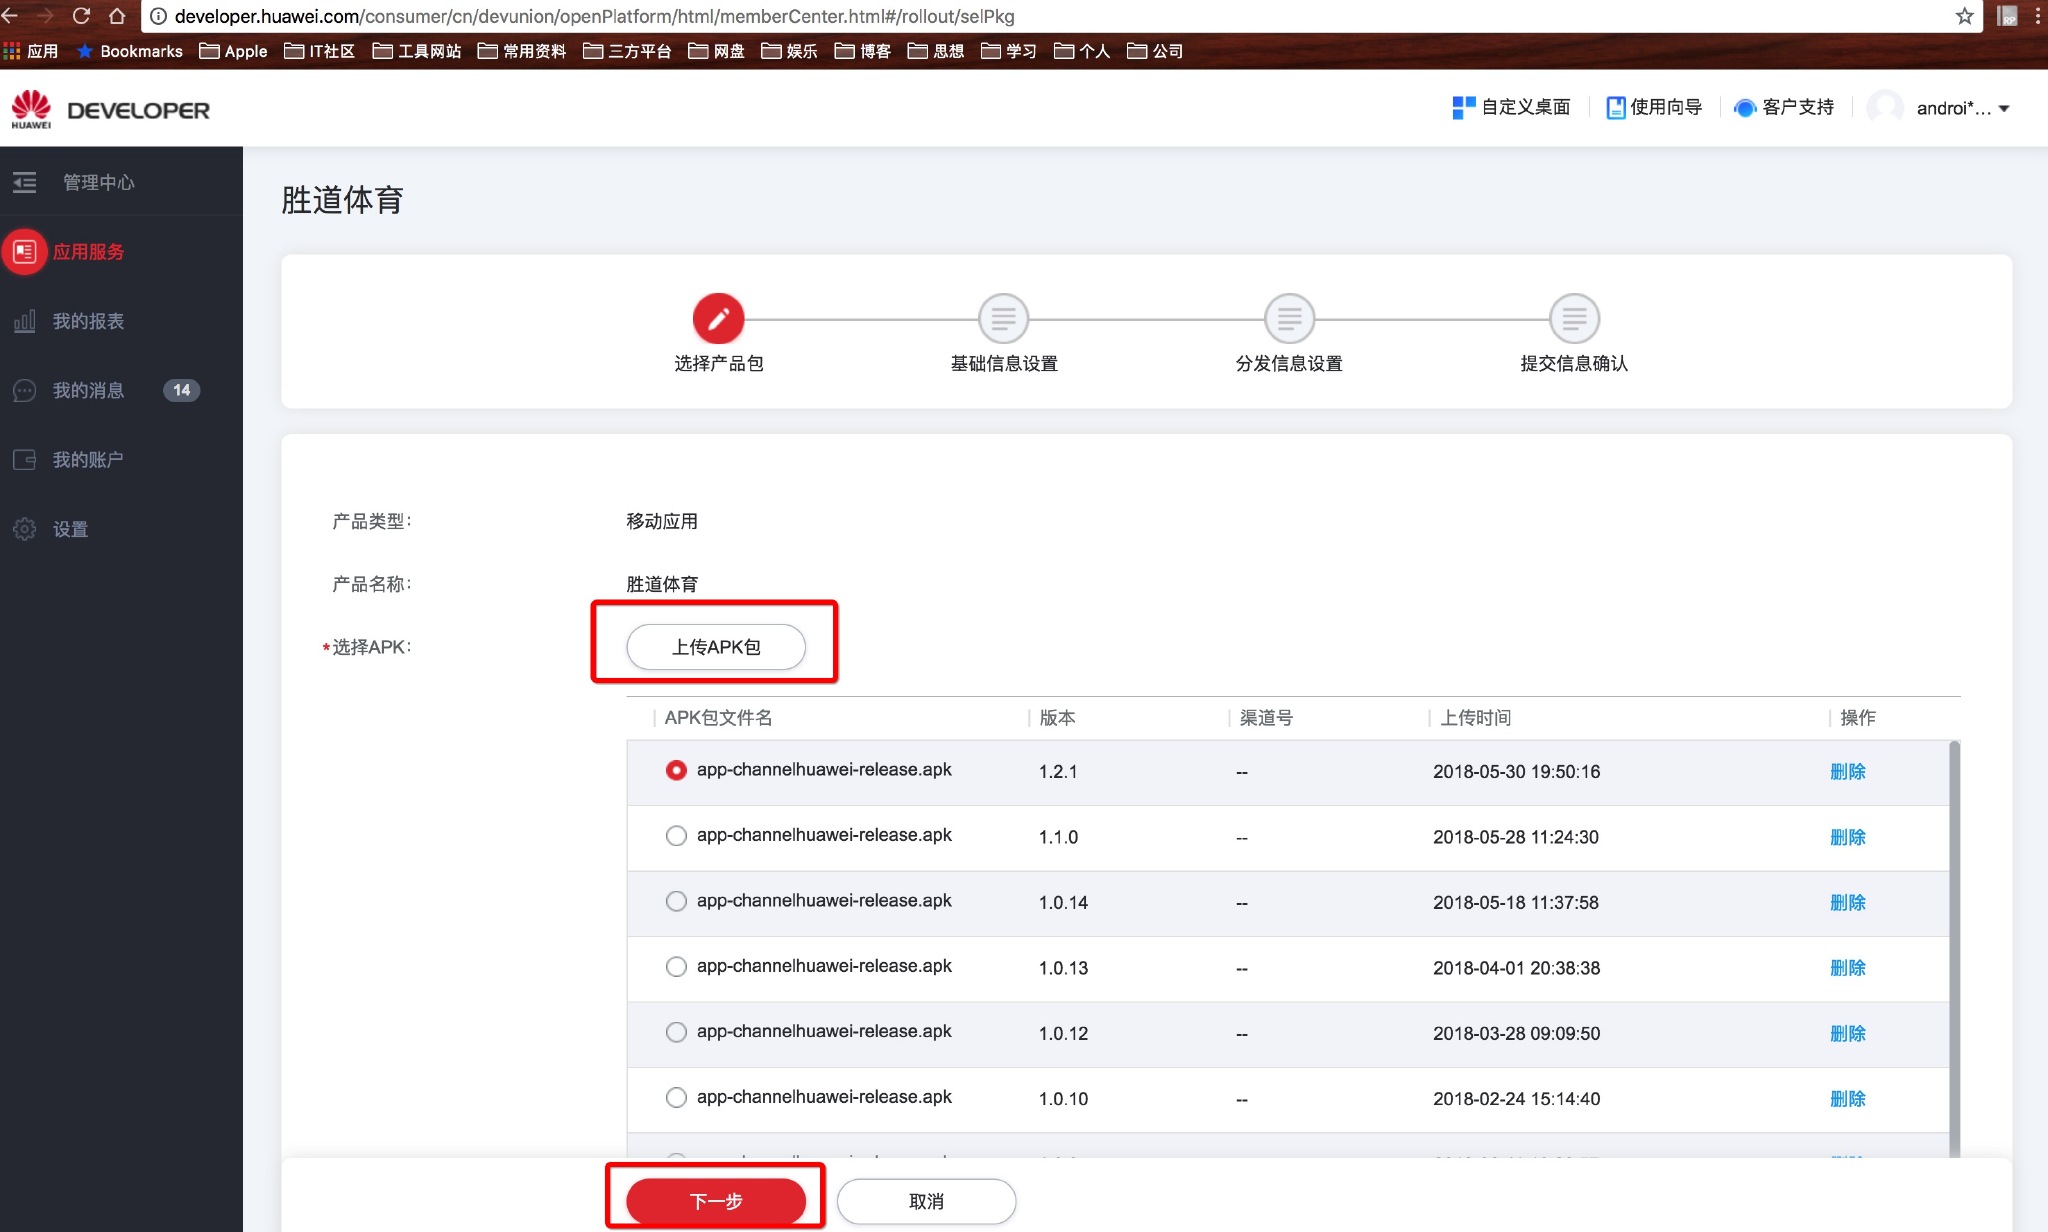 developer.huawei.com/consumer/cn/devunion/openPlatform/html/memberCenter.html#/rollout/selPkg
RP
应用 Bookmarks Apple IT社区 工具网站 常用资料 三方平台 网盘 娱乐 博客 思想 学习 个人 公司
HUAWEI DEVELOPER
自定义桌面 使用向导 客户支持 androi*... 
管理中心
应用服务
我的报表
我的消息 14
我的账户
设置
胜道体育
选择产品包 基础信息设置 分发信息设置 提交信息确认
产品类型: 移动应用
产品名称: 胜道体育
*选择APK: 上传APK包
APK包文件名 版本 渠道号 上传时间 操作
app-channelhuawei-release.apk 1.2.1 -- 2018-05-30 19:50:16 删除
app-channelhuawei-release.apk 1.1.0 -- 2018-05-28 11:24:30 删除
app-channelhuawei-release.apk 1.0.14 -- 2018-05-18 11:37:58 删除
app-channelhuawei-release.apk 1.0.13 -- 2018-04-01 20:38:38 删除
app-channelhuawei-release.apk 1.0.12 -- 2018-03-28 09:09:50 删除
app-channelhuawei-release.apk 1.0.10 -- 2018-02-24 15:14:40 删除
下一步 取消